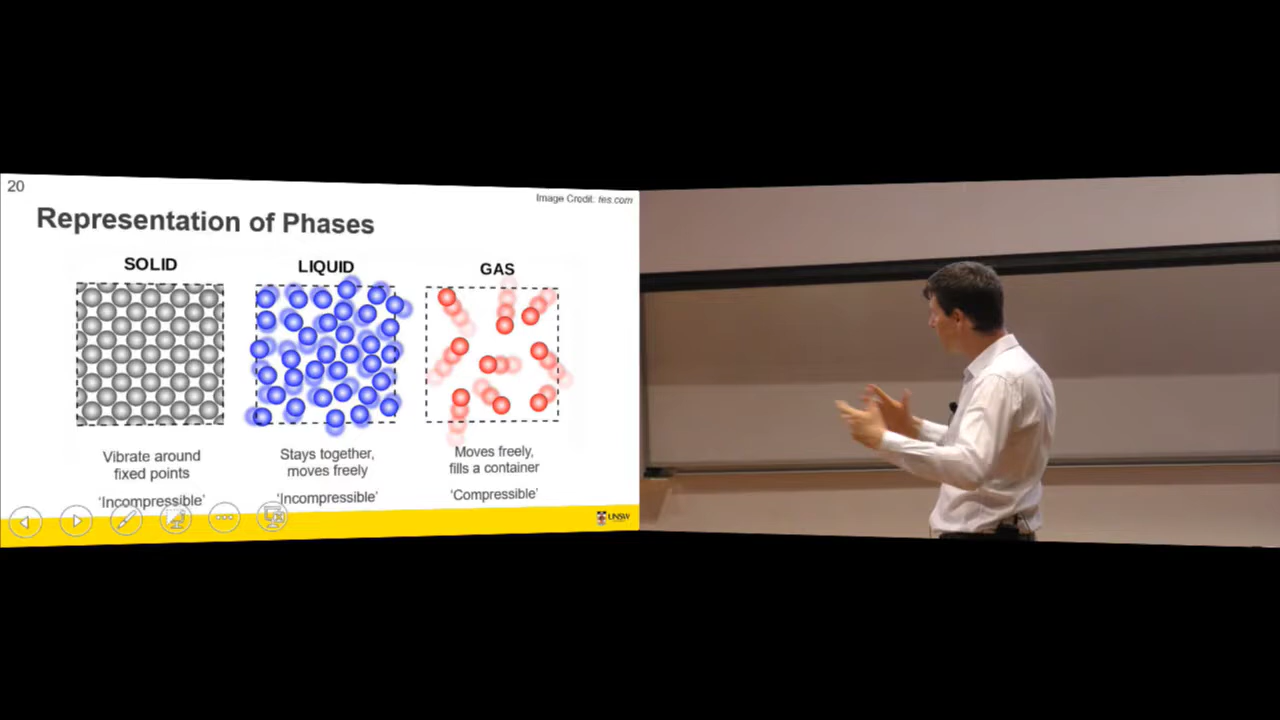 20
Image Credit: tes.com
Representation of Phases
SOLID
LIQUID
GAS
Vibrate around
fixed points
Stays together,
moves freely
Moves freely,
fills a container
‘Incompressible’
‘Incompressible’
‘Compressible’
UNSW